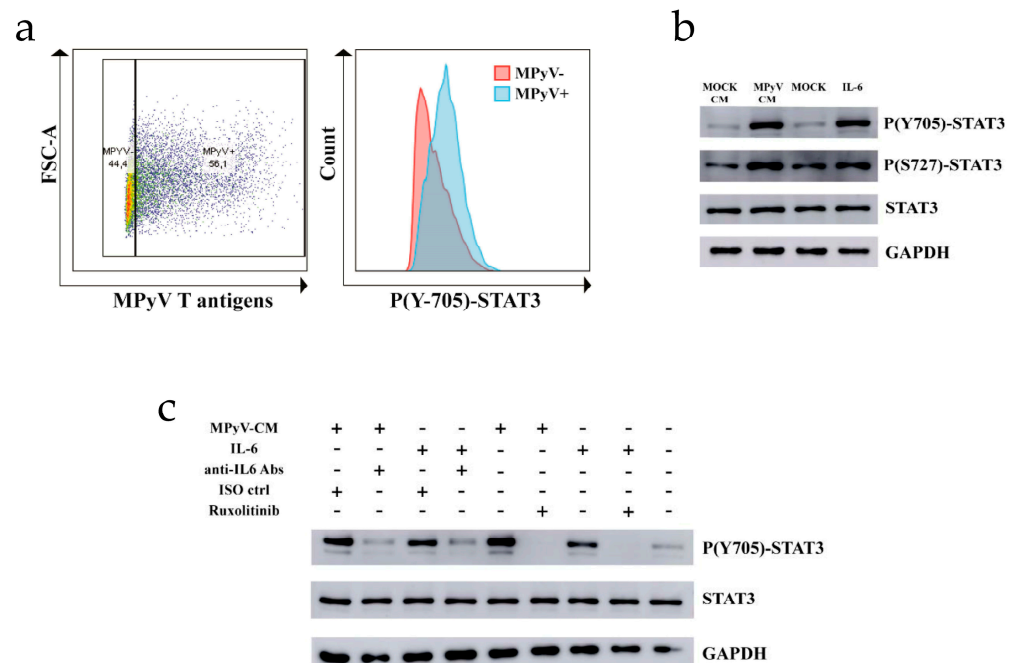 a
FSC-A
MPYV-
44,4
MPyV+
56,1
MPyV T antigens
Count
MPyV-
MPyV+
P(Y-705)-STAT3
b
MOCK CM MPyV CM MOCK IL-6
P(Y705)-STAT3
P(S727)-STAT3
STAT3
GAPDH
c
MPyV-CM + + - - + + - - -
IL-6 - - + + - - + + -
anti-IL6 Abs - + - + - - - - -
ISO ctrl + - + - - - - - -
Ruxolitinib - - - - - + - + -
P(Y705)-STAT3
STAT3
GAPDH